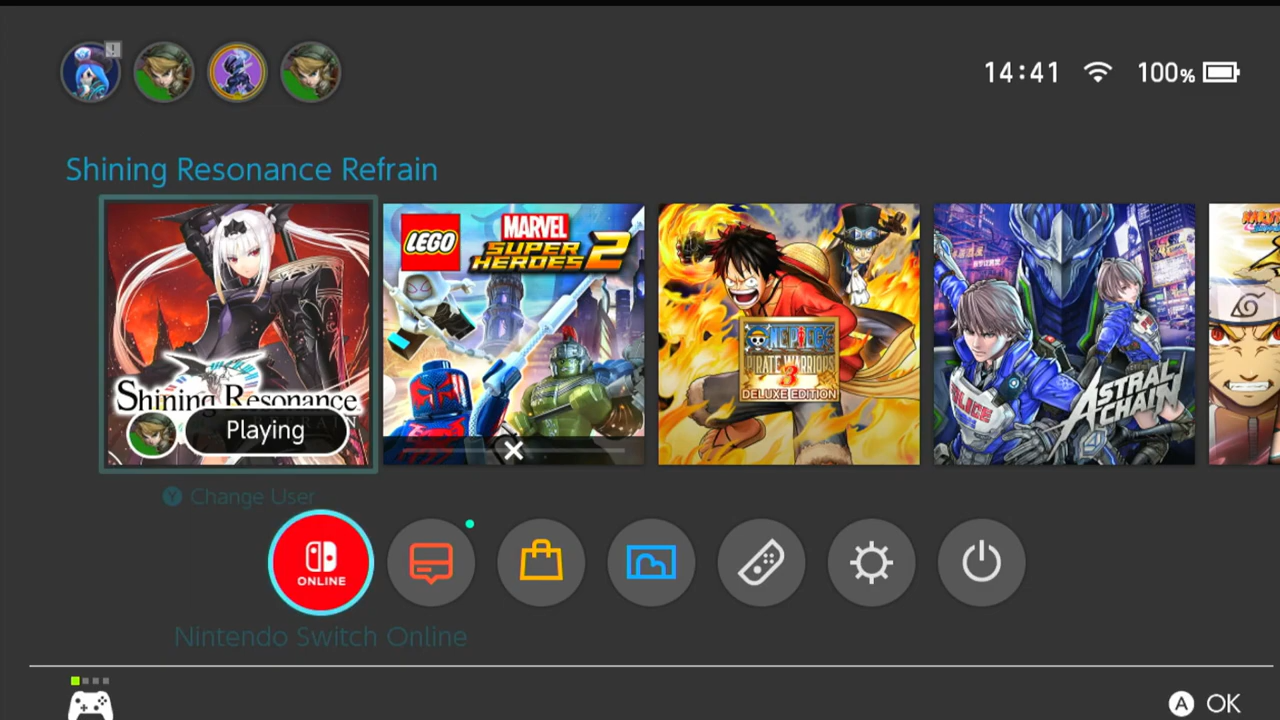 !
14:41 100%
Shining Resonance Refrain
Shining Resonance
Playing
LEGO
MARVEL
SUPER
HEROES 2
ONE PIECE
PIRATE WARRIORS
3
DELUXE EDITION
POLICE
ASTRAL
CHAIN
Y Change User
ONLINE
Nintendo Switch Online
A OK